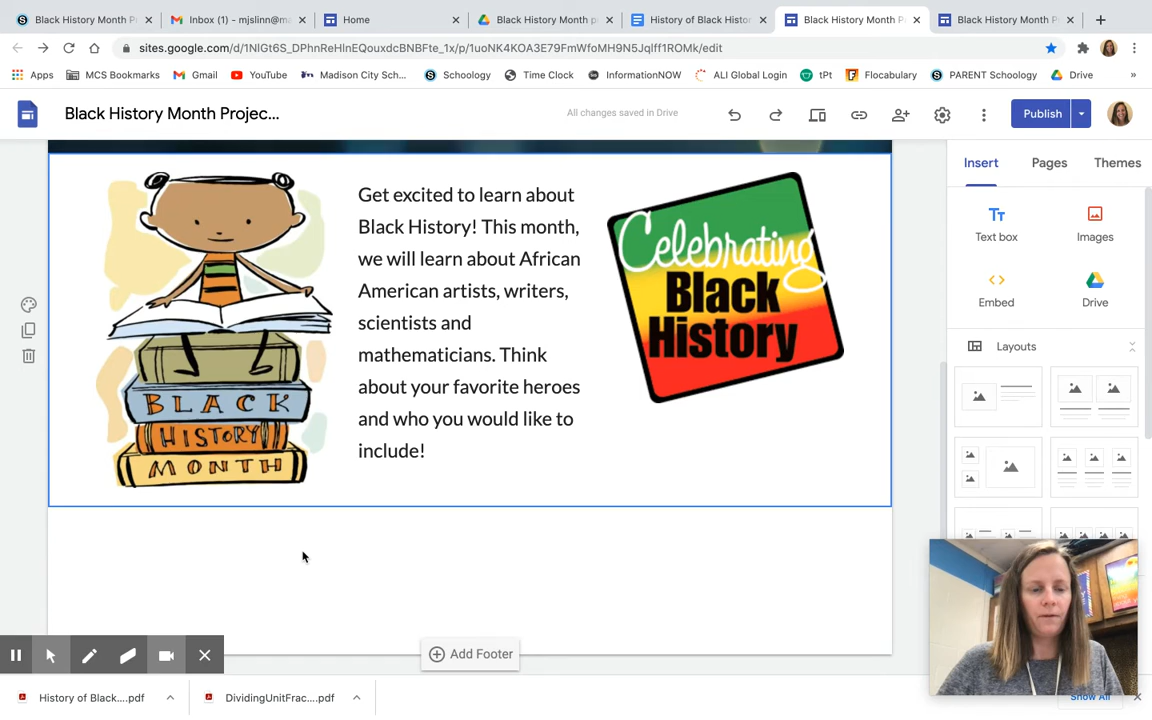 Black History Month P
Inbox (1) - mjslinn@ma
Home
Black History Month p
History of Black Histor
Black History Month P
Black History Month P
sites.google.com/d/1NlGt6S_DPhnReHlnEQouxdcBNBFte_1x/p/1uoNK4KOA3E79FmWfoMH9N5Jqlff1ROMk/edit
Apps MCS Bookmarks Gmail YouTube Madison City Sch... Schoology Time Clock InformationNOW ALI Global Login tPt Flocabulary PARENT Schoology Drive »
Black History Month Projec...
All changes saved in Drive
Publish
Insert Pages Themes
Text box Images
Embed Drive
Layouts
Get excited to learn about
Black History! This month,
we will learn about African
American artists, writers,
scientists and
mathematicians. Think
about your favorite heroes
and who you would like to
include!
BLACK
HISTORY
MONTH
Celebrating
Black
History
Add Footer
History of Black....pdf
DividingUnitFrac....pdf
Show All